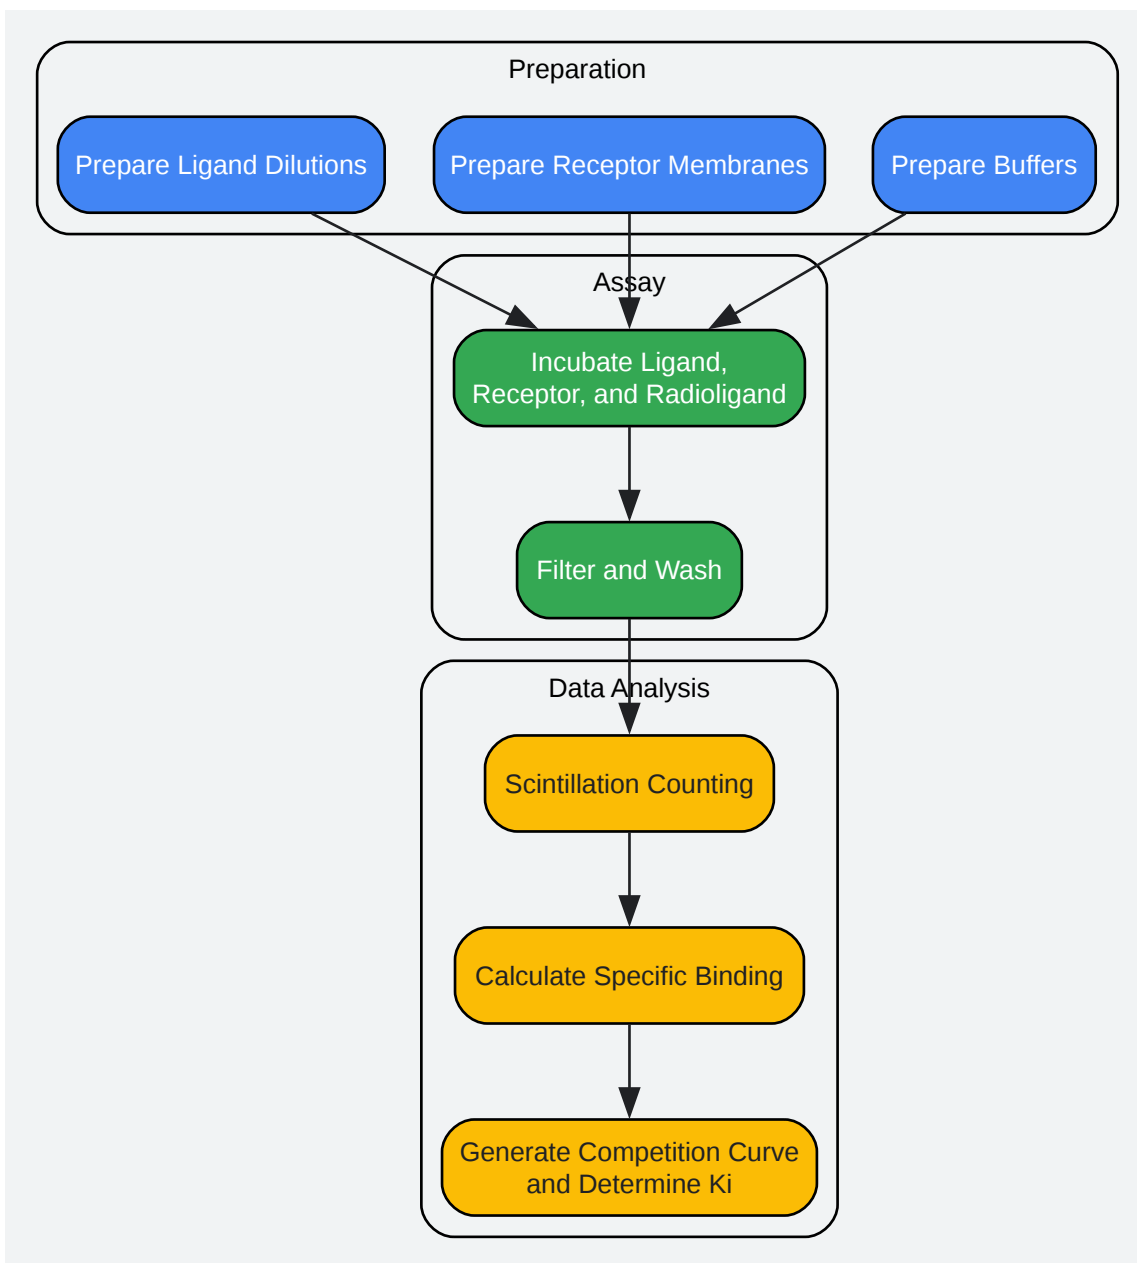 Preparation
Prepare Ligand Dilutions
Prepare Receptor Membranes
Prepare Buffers
Assay
Incubate Ligand,
Receptor, and Radioligand
Filter and Wash
Data Analysis
Scintillation Counting
Calculate Specific Binding
Generate Competition Curve
and Determine Ki